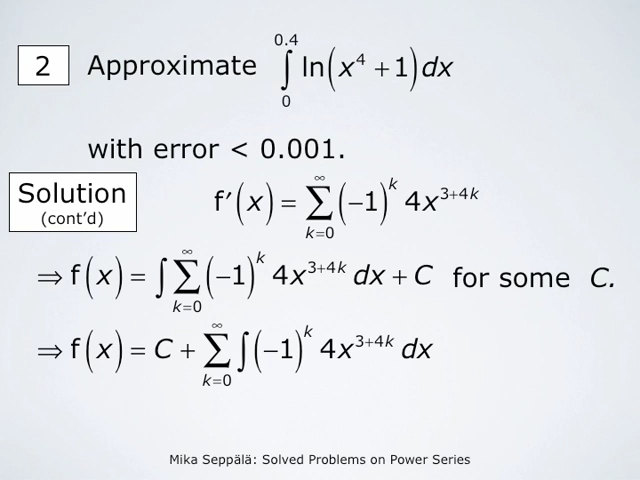 2 Approximate ∫₀^0.4 ln(x⁴ + 1) dx
with error < 0.001.
Solution
(cont'd)
f′(x) = ∑_{k=0}^{∞} (−1)^k 4x^{3+4k}
⇒ f(x) = ∫ ∑_{k=0}^{∞} (−1)^k 4x^{3+4k} dx + C for some C.
⇒ f(x) = C + ∑_{k=0}^{∞} ∫ (−1)^k 4x^{3+4k} dx
Mika Seppälä: Solved Problems on Power Series